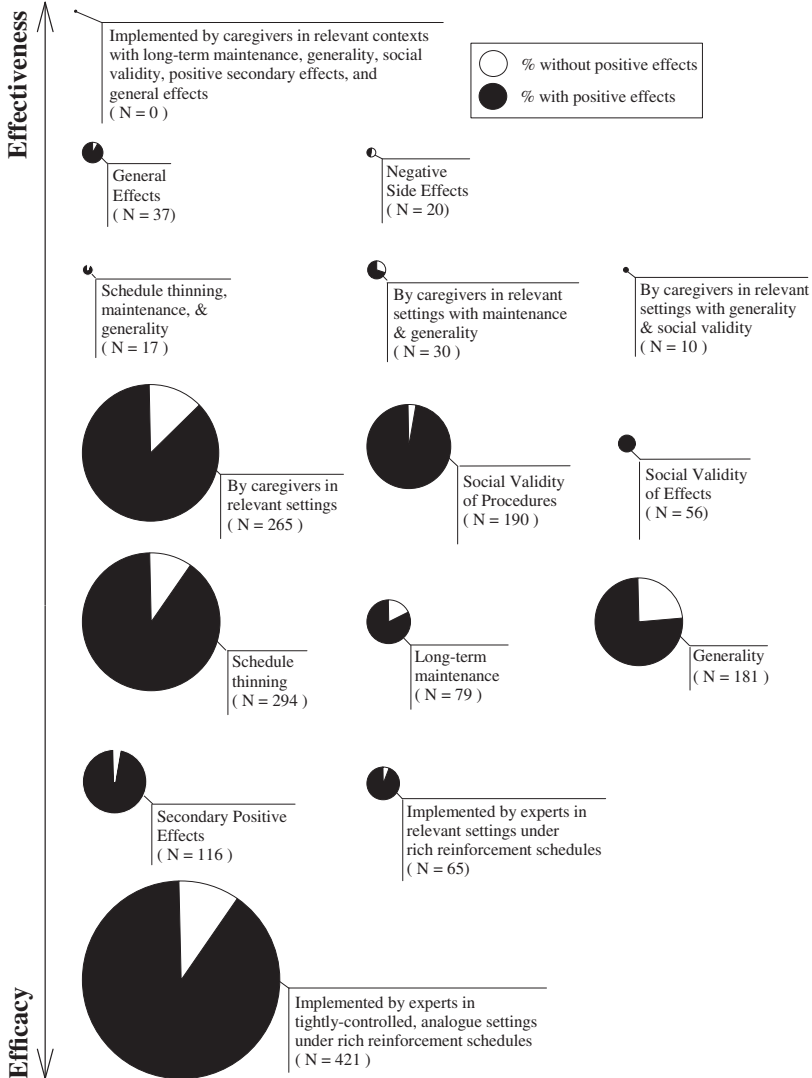 Effectiveness
Implemented by caregivers in relevant contexts
with long-term maintenance, generality, social
validity, positive secondary effects, and
general effects
( N = 0 )
% without positive effects
% with positive effects
General
Effects
( N = 37)
Negative
Side Effects
( N = 20)
Schedule thinning,
maintenance, &
generality
( N = 17 )
By caregivers in relevant
settings with maintenance
& generality
( N = 30 )
By caregivers in relevant
settings with generality
& social validity
( N = 10 )
By caregivers in
relevant settings
( N = 265 )
Social Validity
of Procedures
( N = 190 )
Social Validity
of Effects
( N = 56)
Schedule
thinning
( N = 294 )
Long-term
maintenance
( N = 79 )
Generality
( N = 181 )
Secondary Positive
Effects
( N = 116 )
Implemented by experts in
relevant settings under
rich reinforcement schedules
( N = 65)
Efficacy
Implemented by experts in
tightly-controlled, analogue settings
under rich reinforcement schedules
( N = 421 )